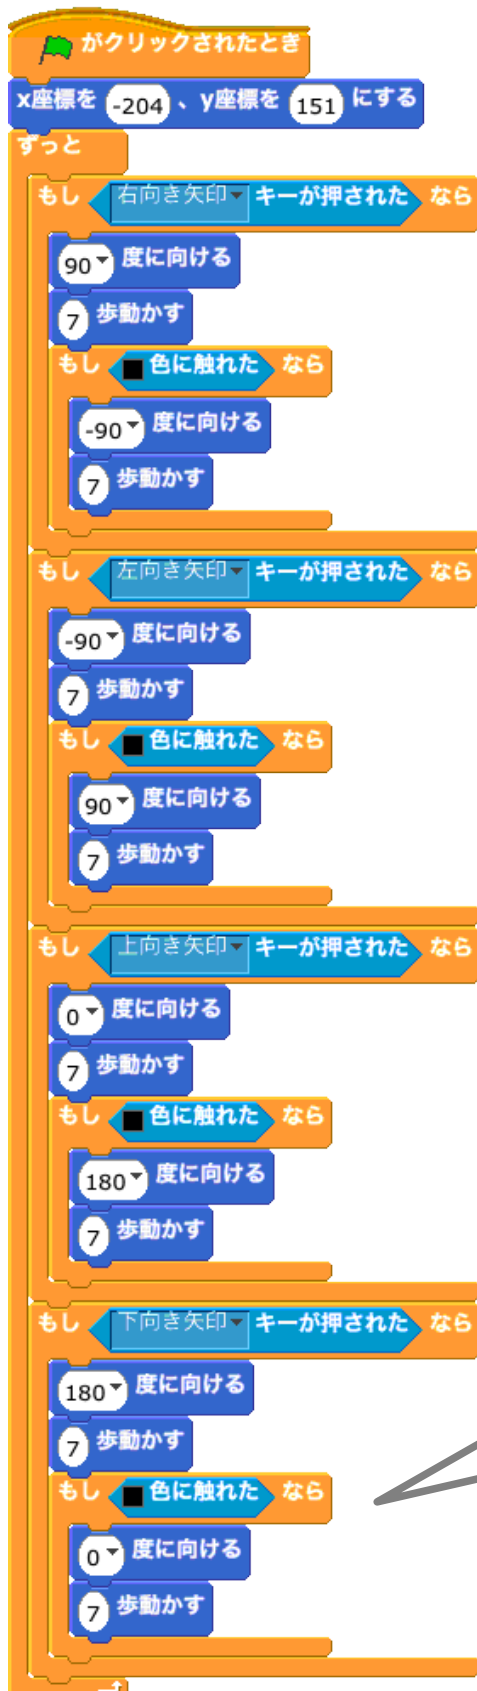 がクリックされたとき
x座標を -204 、y座標を 151 にする
ずっと
もし 右向き矢印 キーが押された なら
90 度に向ける
7 歩動かす
もし 色に触れた なら
-90 度に向ける
7 歩動かす
もし 左向き矢印 キーが押された なら
-90 度に向ける
7 歩動かす
もし 色に触れた なら
90 度に向ける
7 歩動かす
もし 上向き矢印 キーが押された なら
0 度に向ける
7 歩動かす
もし 色に触れた なら
180 度に向ける
7 歩動かす
もし 下向き矢印 キーが押された なら
180 度に向ける
7 歩動かす
もし 色に触れた なら
0 度に向ける
7 歩動かす